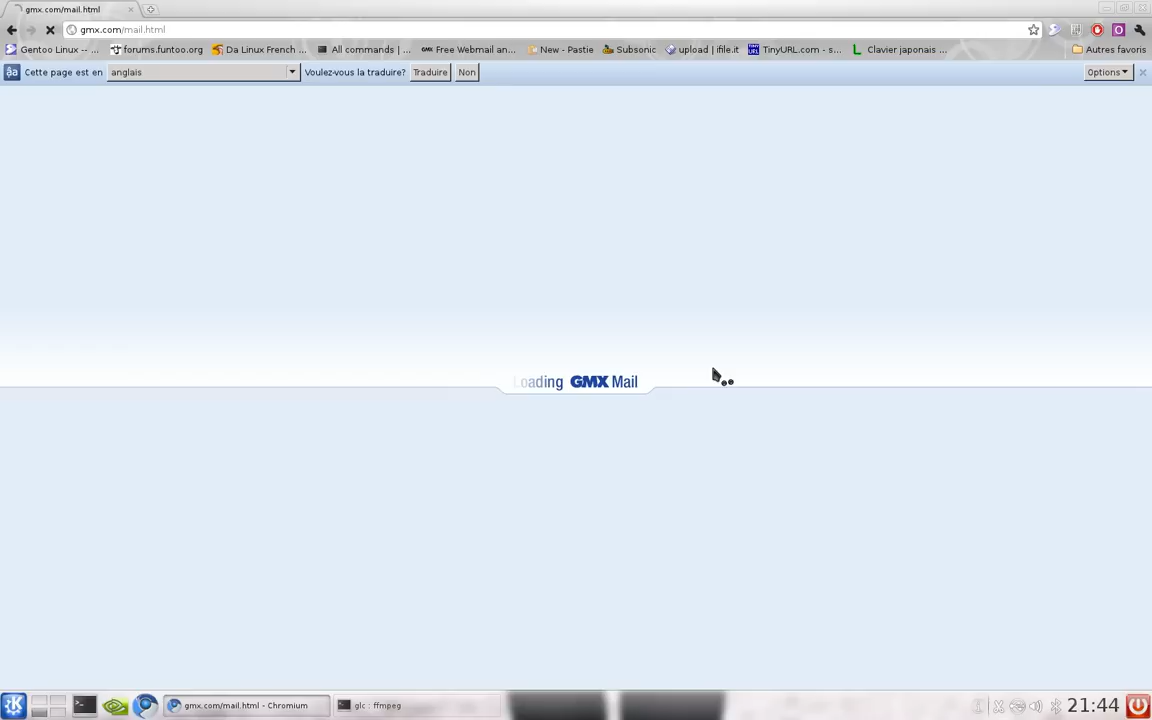 gmx.com/mail.html
gmx.com/mail.html
Gentoo Linux -- ... forums.funtoo.org Da Linux French ... All commands | ... GMX Free Webmail an... New - Pastie Subsonic upload | ifile.it TinyURL.com - s... Clavier japonais ... Autres favoris
Cette page est en anglais Voulez-vous la traduire? Traduire Non Options
Loading GMX Mail
gmx.com/mail.html - Chromium glc : ffmpeg 21:44